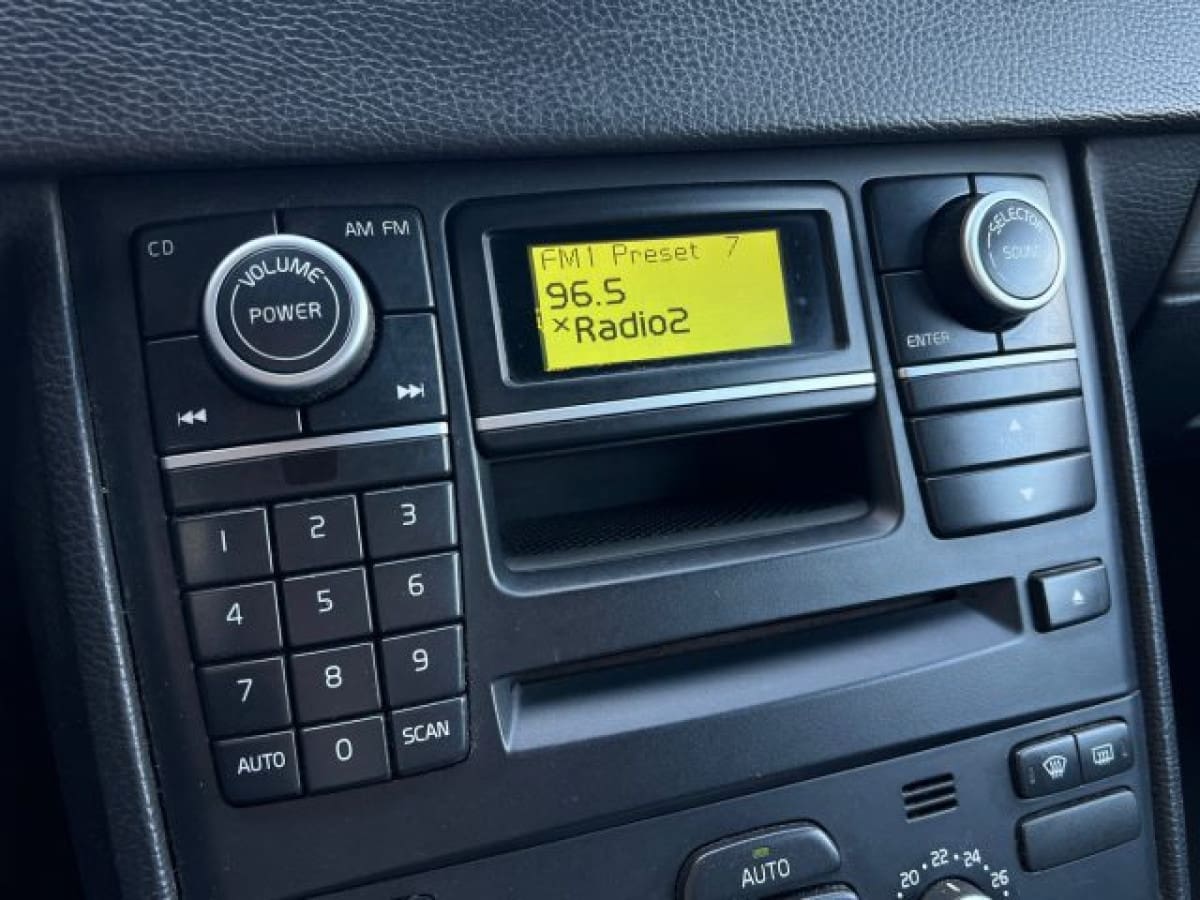 CD
AM FM
VOLUME
POWER
FM1 Preset 7
96.5
×Radio2
SELECTOR
SOUND
ENTER
1 2 3
4 5 6
7 8 9
AUTO 0 SCAN
AUTO
20 · 22 · 24
26